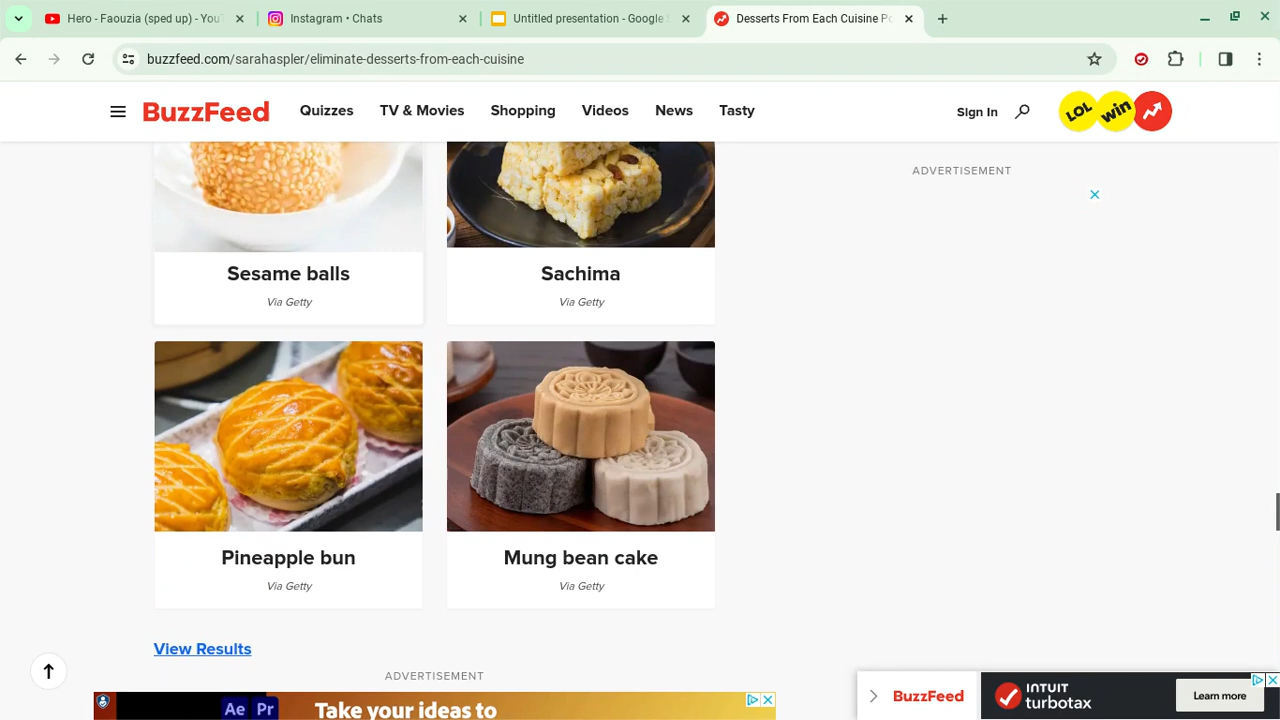 Hero - Faouzia (sped up) - You
Instagram • Chats
Untitled presentation - Google S
Desserts From Each Cuisine Po
buzzfeed.com/sarahaspler/eliminate-desserts-from-each-cuisine
BuzzFeed
Quizzes
TV & Movies
Shopping
Videos
News
Tasty
Sign In
LOL
win
ADVERTISEMENT
Sesame balls
Via Getty
Sachima
Via Getty
Pineapple bun
Via Getty
Mung bean cake
Via Getty
View Results
ADVERTISEMENT
Ae Pr
Take your ideas to
BuzzFeed
INTUIT
turbotax
Learn more